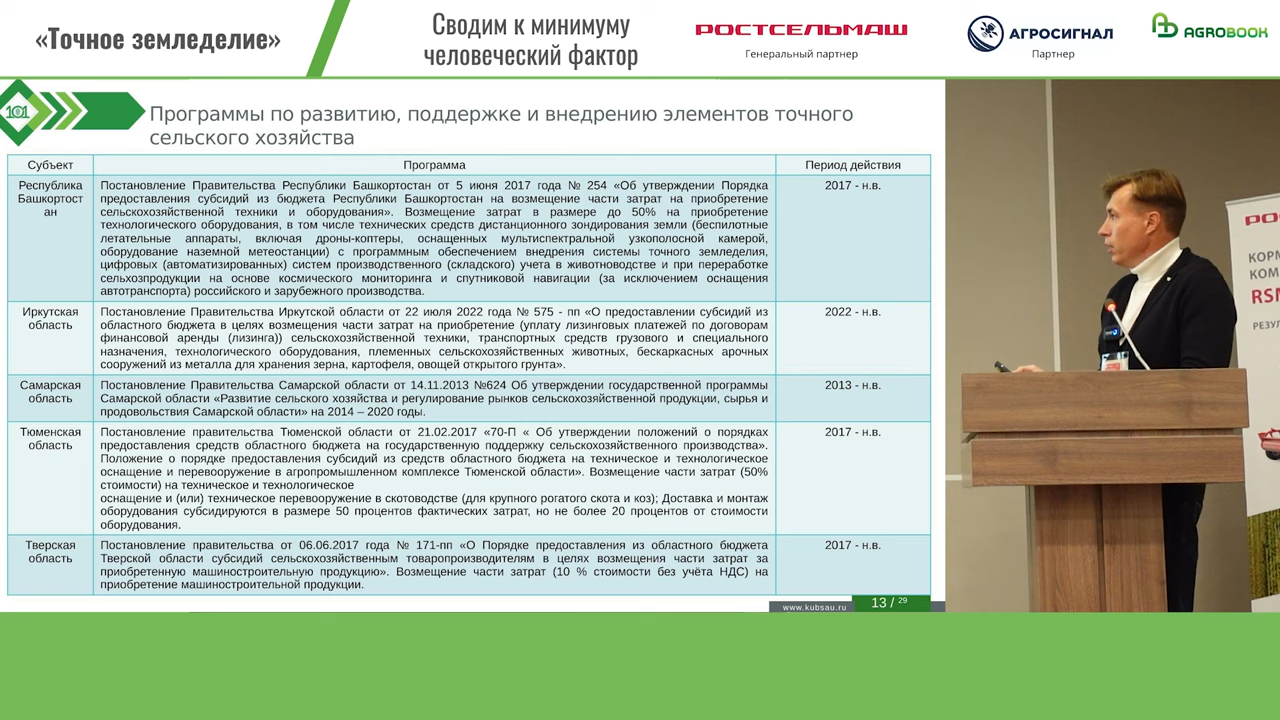 «Точное земледелие»
Сводим к минимуму
человеческий фактор
РОСТСЕЛЬМАШ
Генеральный партнер
АГРОСИГНАЛ
Партнер
AGROBOOK
Программы по развитию, поддержке и внедрению элементов точного
сельского хозяйства
Субъект Программа Период действия
Республика
Башкортост
ан
Постановление Правительства Республики Башкортостан от 5 июня 2017 года № 254 «Об утверждении Порядка
предоставления субсидий из бюджета Республики Башкортостан на возмещение части затрат на приобретение
сельскохозяйственной техники и оборудования». Возмещение затрат в размере до 50% на приобретение
технологического оборудования, в том числе технических средств дистанционного зондирования земли (беспилотные
летательные аппараты, включая дроны-коптеры, оснащенных мультиспектральной узкополосной камерой,
оборудование наземной метеостанции) с программным обеспечением внедрения системы точного земледелия,
цифровых (автоматизированных) систем производственного (складского) учета в животноводстве и при переработке
сельхозпродукции на основе космического мониторинга и спутниковой навигации (за исключением оснащения
автотранспорта) российского и зарубежного производства.
2017 - н.в.
Иркутская
область
Постановление Правительства Иркутской области от 22 июля 2022 года № 575 - пп «О предоставлении субсидий из
областного бюджета в целях возмещения части затрат на приобретение (уплату лизинговых платежей по договорам
финансовой аренды (лизинга)) сельскохозяйственной техники, транспортных средств грузового и специального
назначения, технологического оборудования, племенных сельскохозяйственных животных, бескаркасных арочных
сооружений из металла для хранения зерна, картофеля, овощей открытого грунта».
2022 - н.в.
Самарская
область
Постановление Правительства Самарской области от 14.11.2013 №624 Об утверждении государственной программы
Самарской области «Развитие сельского хозяйства и регулирование рынков сельскохозяйственной продукции, сырья и
продовольствия Самарской области» на 2014 – 2020 годы.
2013 - н.в.
Тюменская
область
Постановление правительства Тюменской области от 21.02.2017 «70-П « Об утверждении положений о порядках
предоставления средств областного бюджета на государственную поддержку сельскохозяйственного производства».
Положение о порядке предоставления субсидий из средств областного бюджета на техническое и технологическое
оснащение и перевооружение в агропромышленном комплексе Тюменской области». Возмещение части затрат (50%
стоимости) на техническое и технологическое
оснащение и (или) техническое перевооружение в скотоводстве (для крупного рогатого скота и коз); Доставка и монтаж
оборудования субсидируются в размере 50 процентов фактических затрат, но не более 20 процентов от стоимости
оборудования.
2017 - н.в.
Тверская
область
Постановление правительства от 06.06.2017 года № 171-пп «О Порядке предоставления из областного бюджета
Тверской области субсидий сельскохозяйственным товаропроизводителям в целях возмещения части затрат за
приобретенную машиностроительную продукцию». Возмещение части затрат (10 % стоимости без учёта НДС) на
приобретение машиностроительной продукции.
2017 - н.в.
www.kubsau.ru
13 / 29